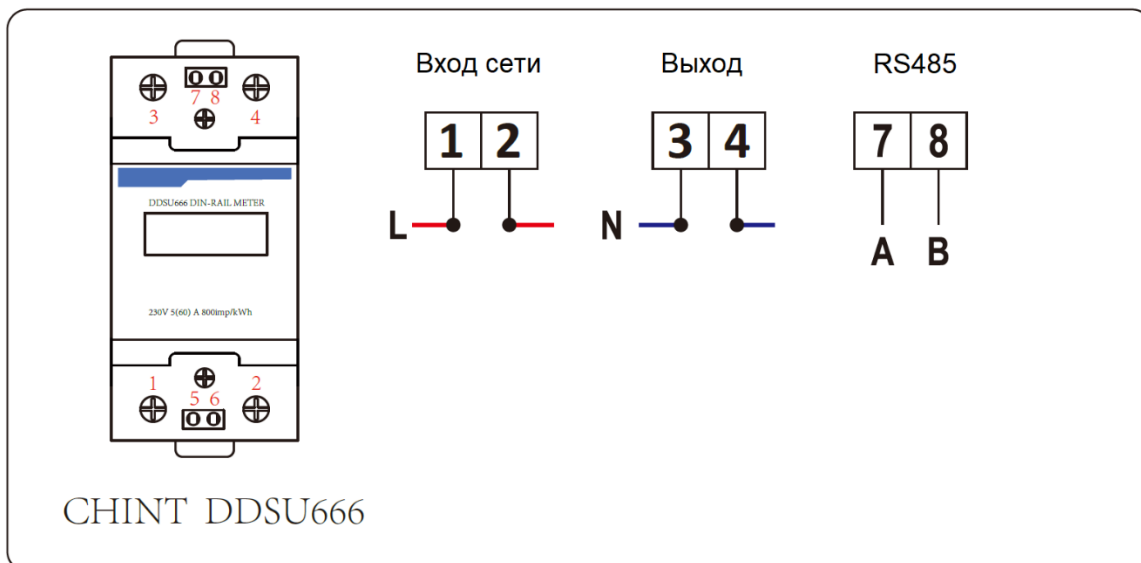 Вход сети Выход RS485
7 8
3 4
1 2 3 4 7 8
DDSU666 DIN-RAIL METER
L N
A B
230V 5(60) A 800imp/kWh
1 2
5 6
CHINT DDSU666